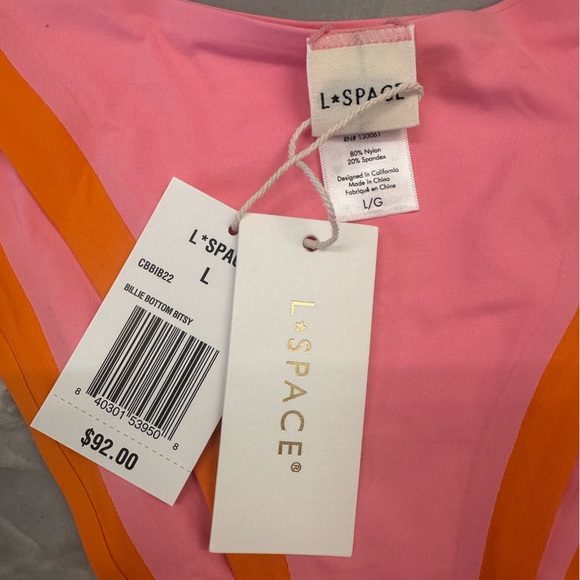 L*SPACE
RN# 130061
80% Nylon
20% Spandex
Designed in California
Made in China
Fabriqué en Chine
L/G
L*SPAC
L
CBBIB22
BILLIE BOTTOM BITSY
8 40301 53950 8
$92.00
L*SPACE®